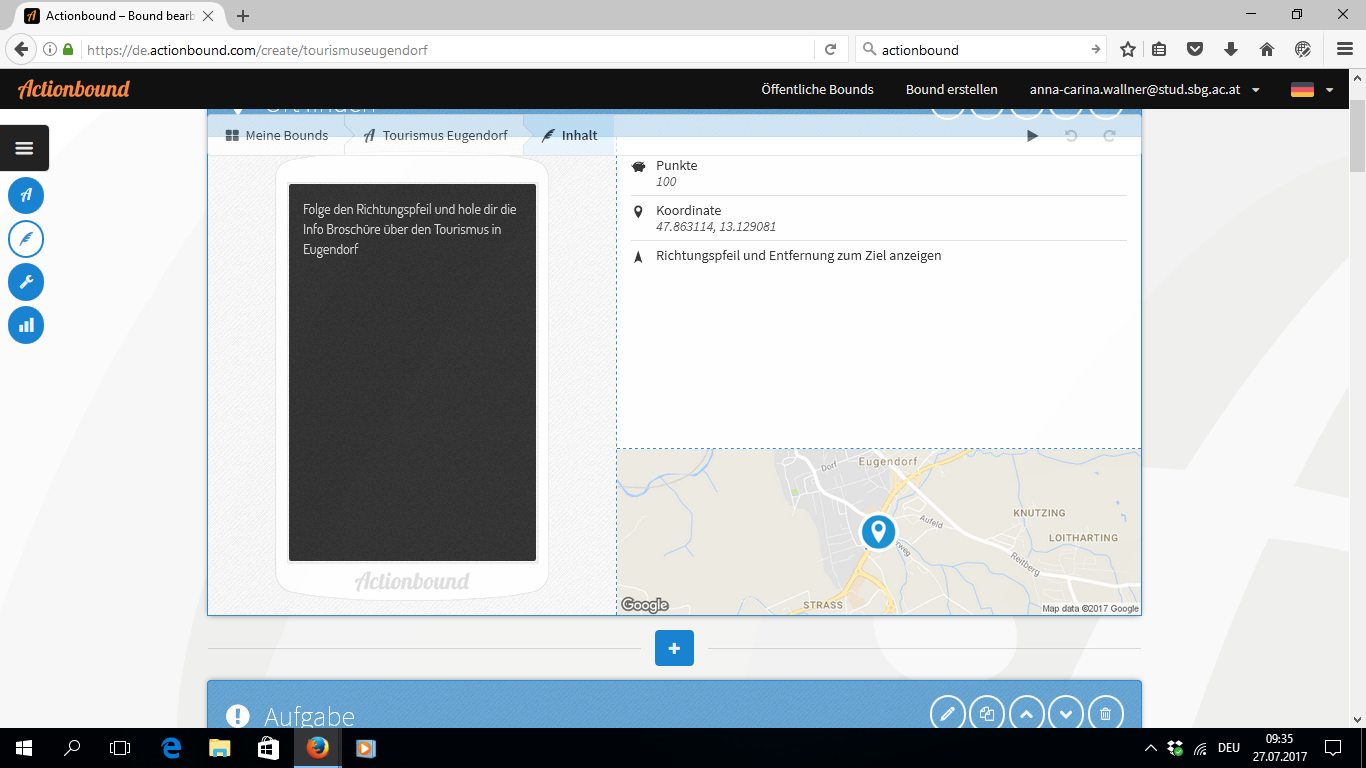 Actionbound – Bound bearb
https://de.actionbound.com/create/tourismuseugendorf
actionbound
Actionbound
Öffentliche Bounds
Bound erstellen
anna-carina.wallner@stud.sbg.ac.at
Ort finden
Meine Bounds
Tourismus Eugendorf
Inhalt
Folge den Richtungspfeil und hole dir die
Info Broschüre über den Tourismus in
Eugendorf
Actionbound
Punkte
100
Koordinate
47.863114, 13.129081
Richtungspfeil und Entfernung zum Ziel anzeigen
Eugendorf
Dorf
KNUTZING
Aufeld
LOITHARTING
Reitberg
STRASS
Google
Map data ©2017 Google
Aufgabe
DEU
09:35
27.07.2017